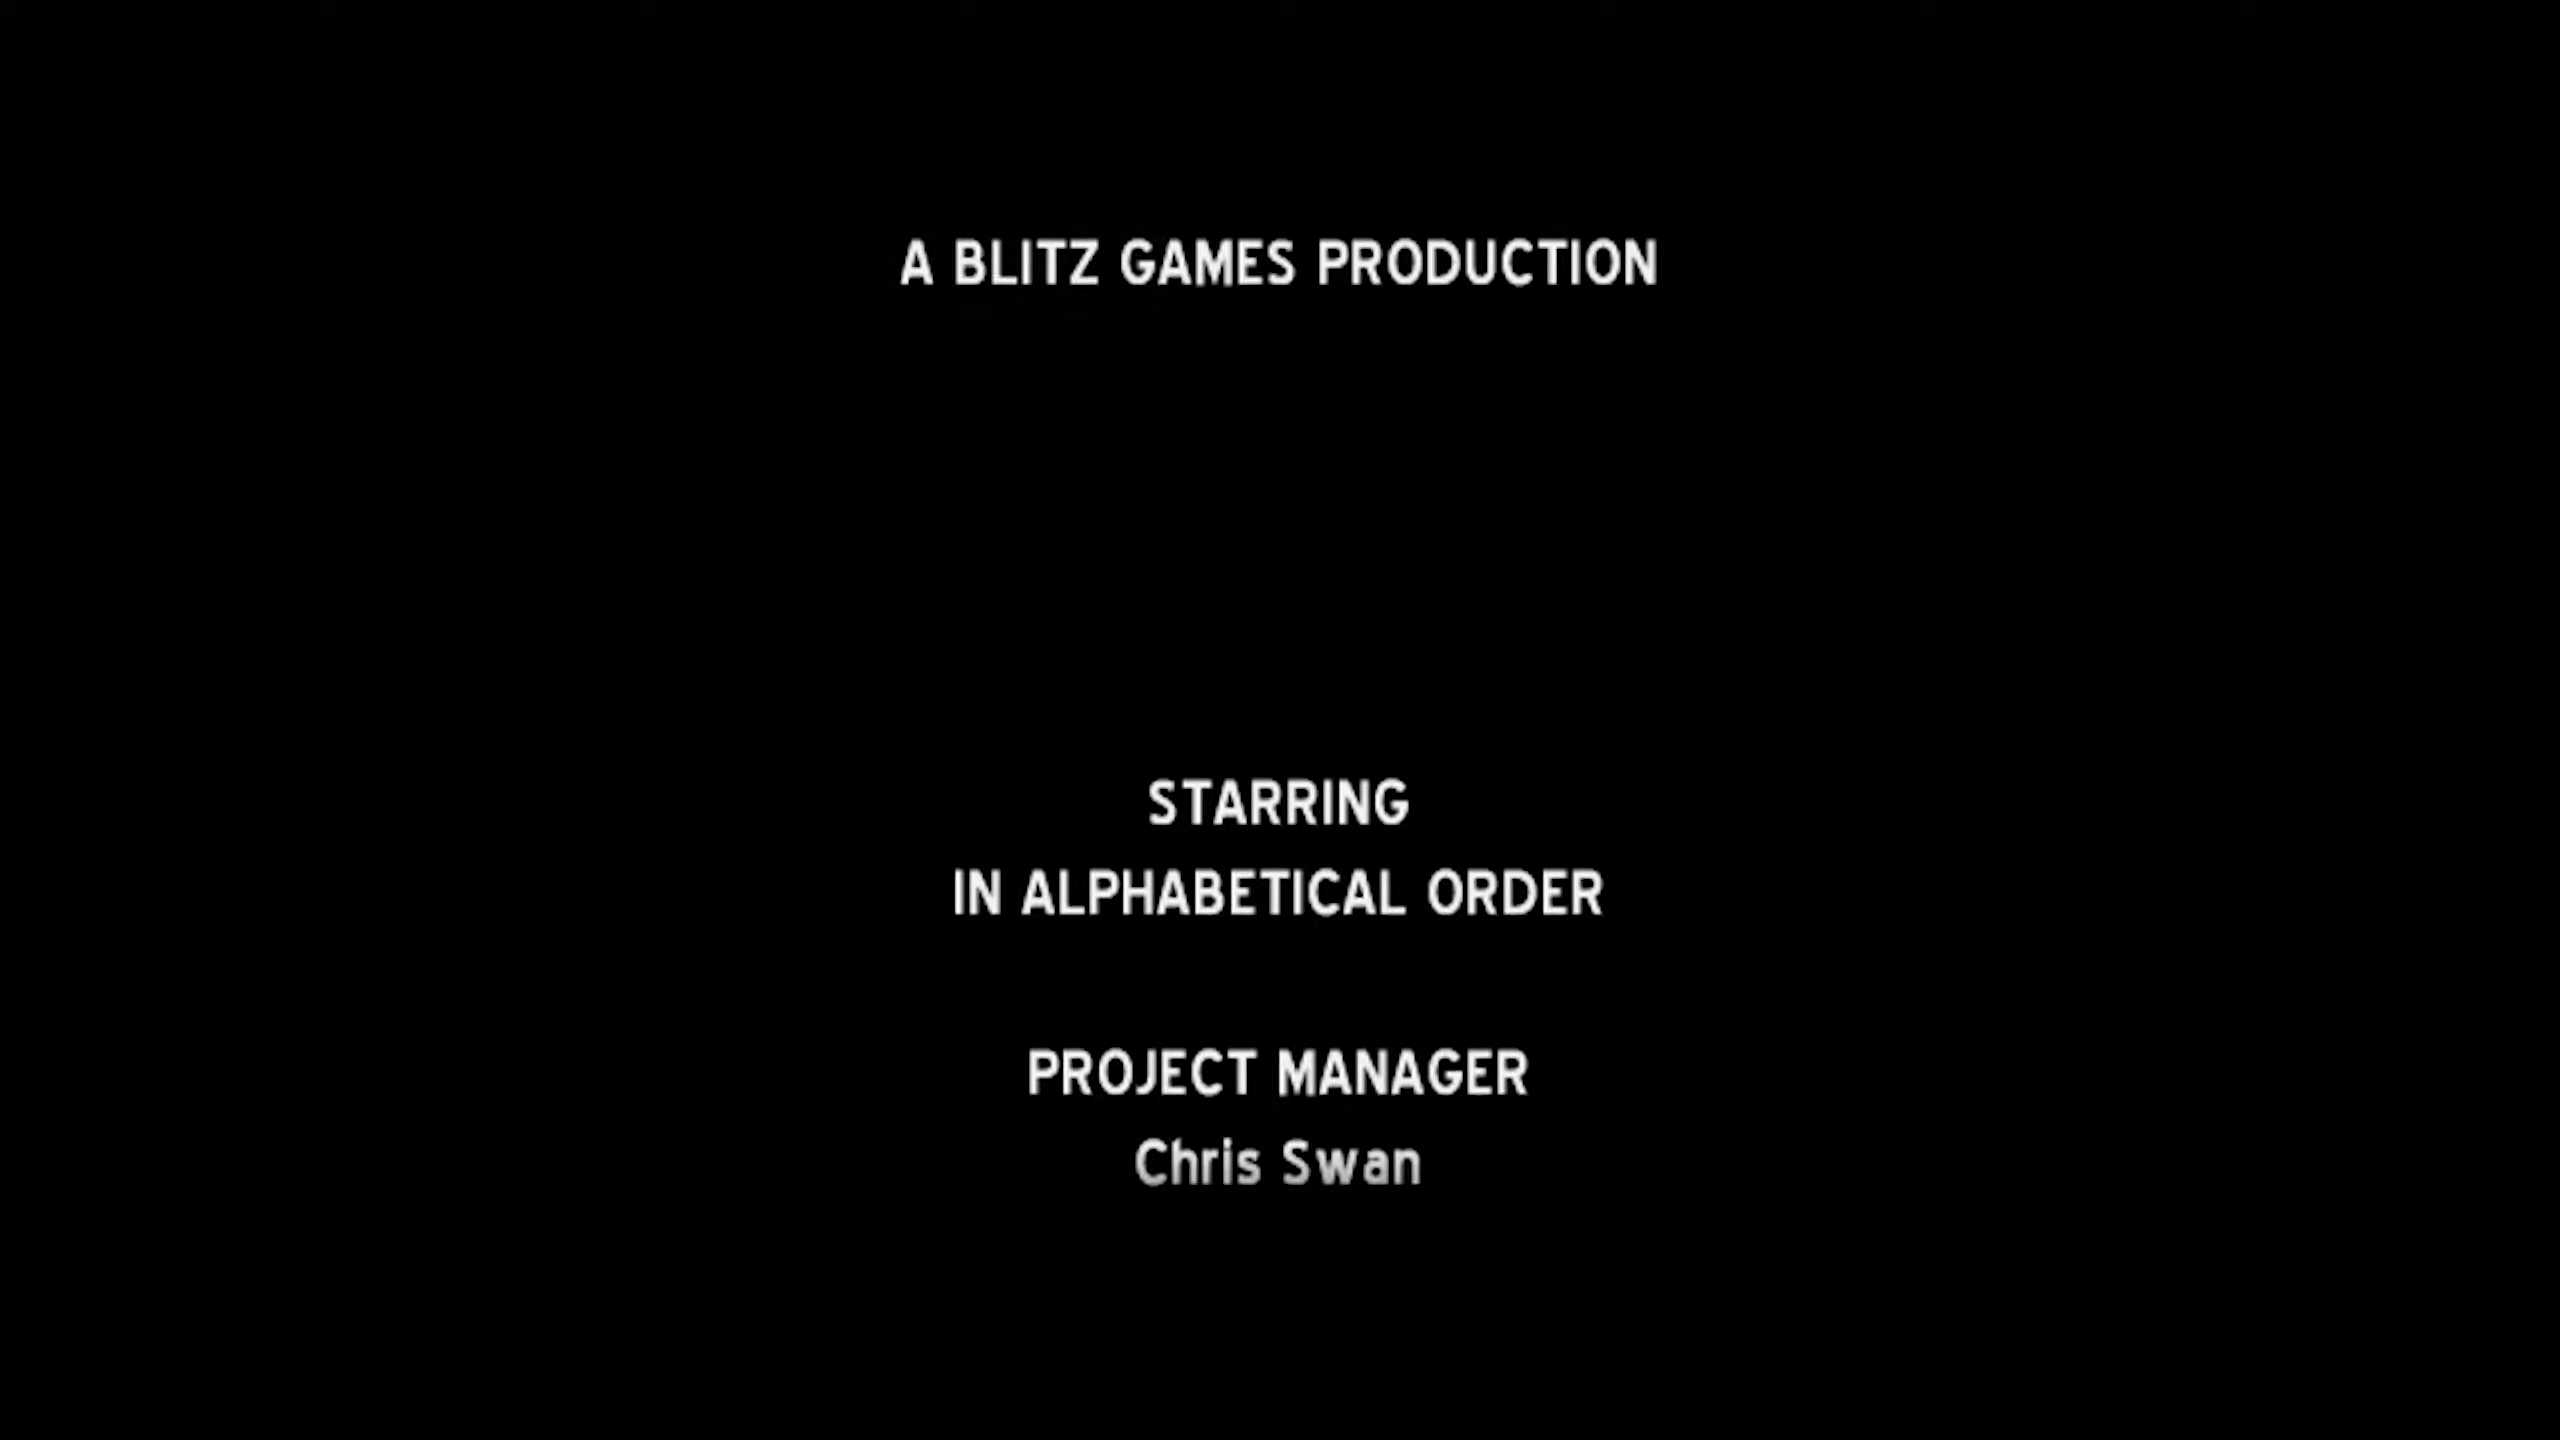 A BLITZ GAMES PRODUCTION
STARRING
IN ALPHABETICAL ORDER
PROJECT MANAGER
Chris Swan